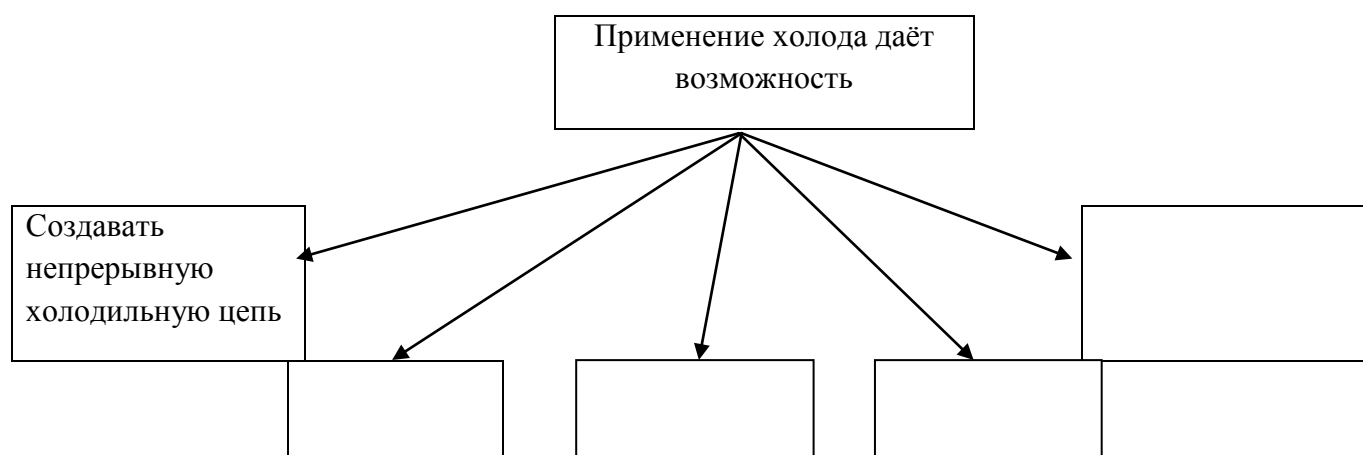 Применение холода даёт
возможность
Создавать
непрерывную
холодильную цепь